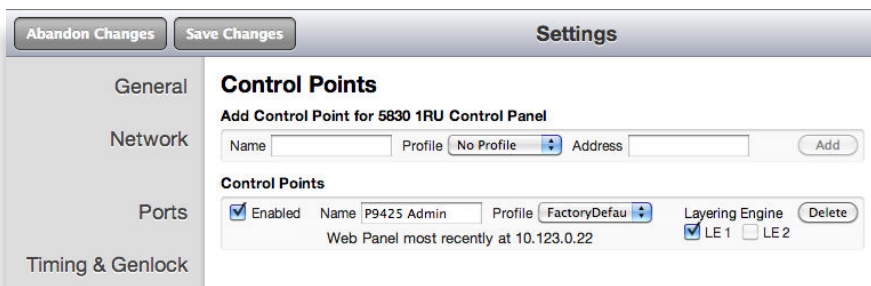 Abandon Changes Save Changes Settings
General
Network
Ports
Timing & Genlock
Control Points
Add Control Point for 5830 1RU Control Panel
Name Profile No Profile Address Add
Control Points
Enabled Name P9425 Admin Profile FactoryDefau Layering Engine Delete
Web Panel most recently at 10.123.0.22 LE 1 LE 2